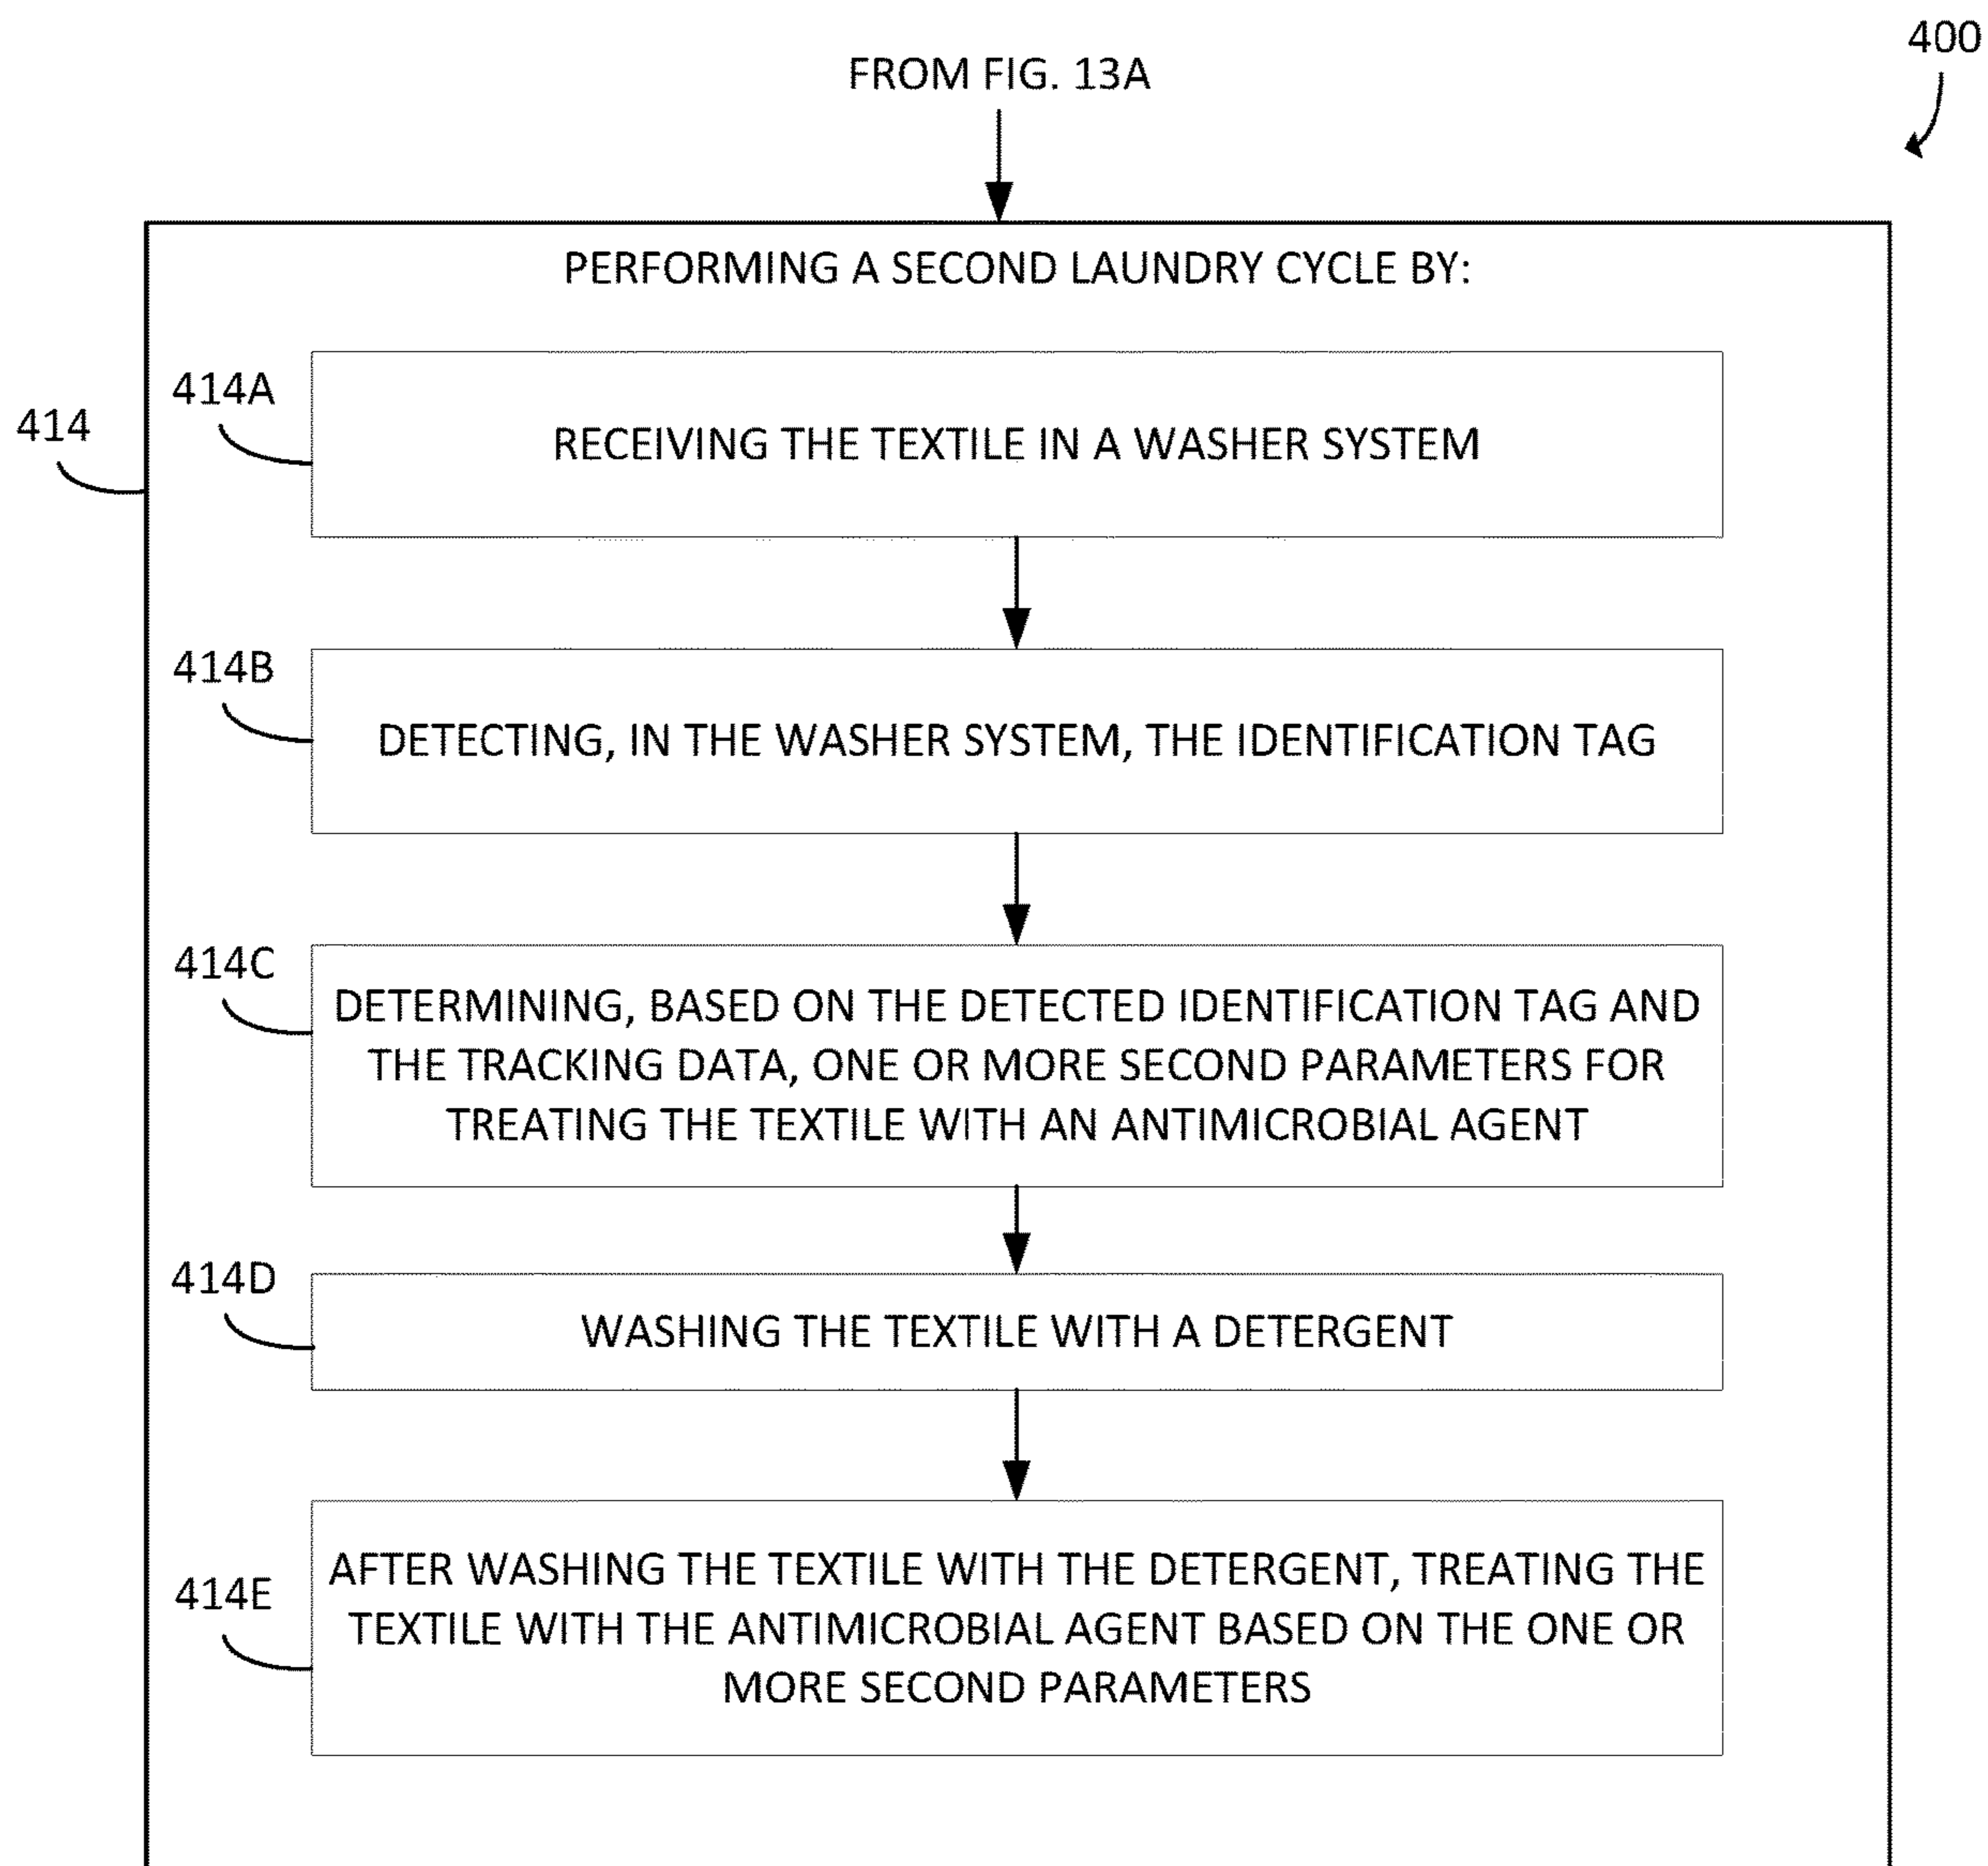 400
FROM FIG. 13A
PERFORMING A SECOND LAUNDRY CYCLE BY:
414
414A
RECEIVING THE TEXTILE IN A WASHER SYSTEM
414B
DETECTING, IN THE WASHER SYSTEM, THE IDENTIFICATION TAG
414C
DETERMINING, BASED ON THE DETECTED IDENTIFICATION TAG AND
THE TRACKING DATA, ONE OR MORE SECOND PARAMETERS FOR
TREATING THE TEXTILE WITH AN ANTIMICROBIAL AGENT
414D
WASHING THE TEXTILE WITH A DETERGENT
414E
AFTER WASHING THE TEXTILE WITH THE DETERGENT, TREATING THE
TEXTILE WITH THE ANTIMICROBIAL AGENT BASED ON THE ONE OR
MORE SECOND PARAMETERS